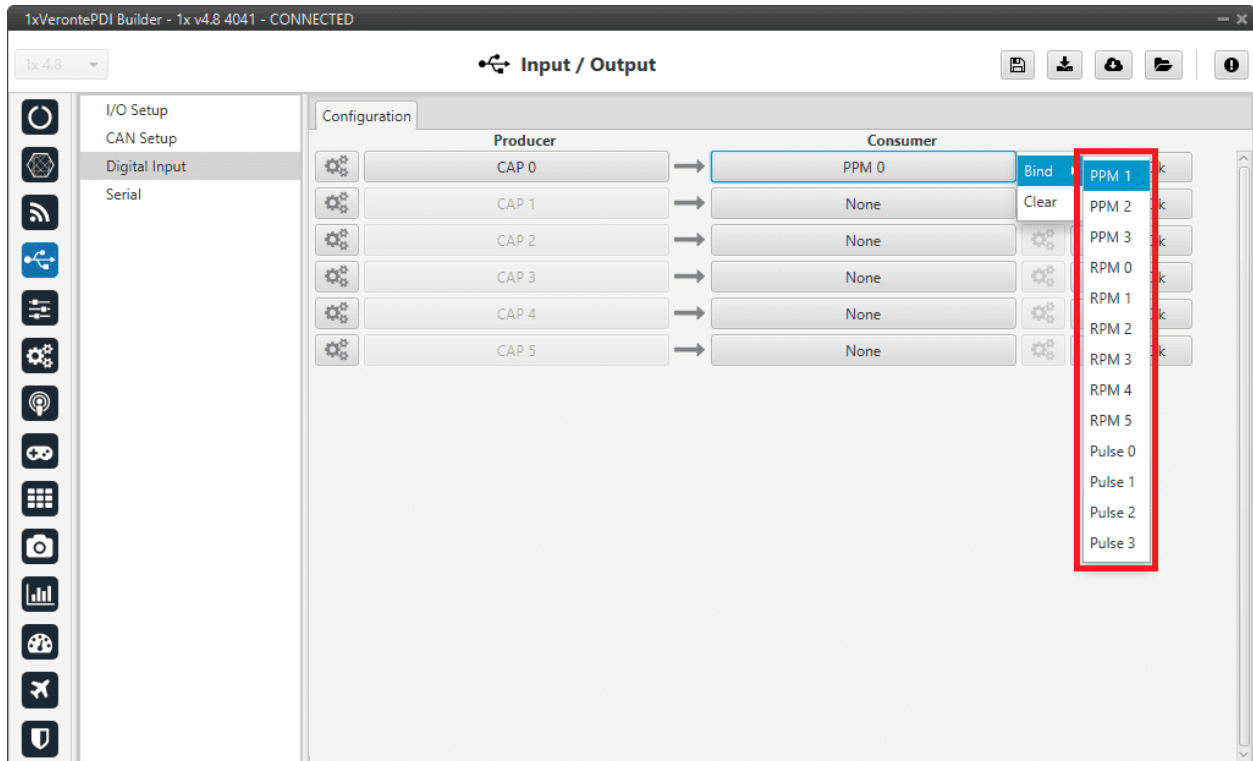 1xVerontePDI Builder - 1x v4.8 4041 - CONNECTED
1x 4.8
Input / Output
I/O Setup
CAN Setup
Digital Input
Serial
Configuration
Producer Consumer
CAP 0 PPM 0
CAP 1 None
CAP 2 None
CAP 3 None
CAP 4 None
CAP 5 None
Bind
Clear
PPM 1
PPM 2
PPM 3
RPM 0
RPM 1
RPM 2
RPM 3
RPM 4
RPM 5
Pulse 0
Pulse 1
Pulse 2
Pulse 3